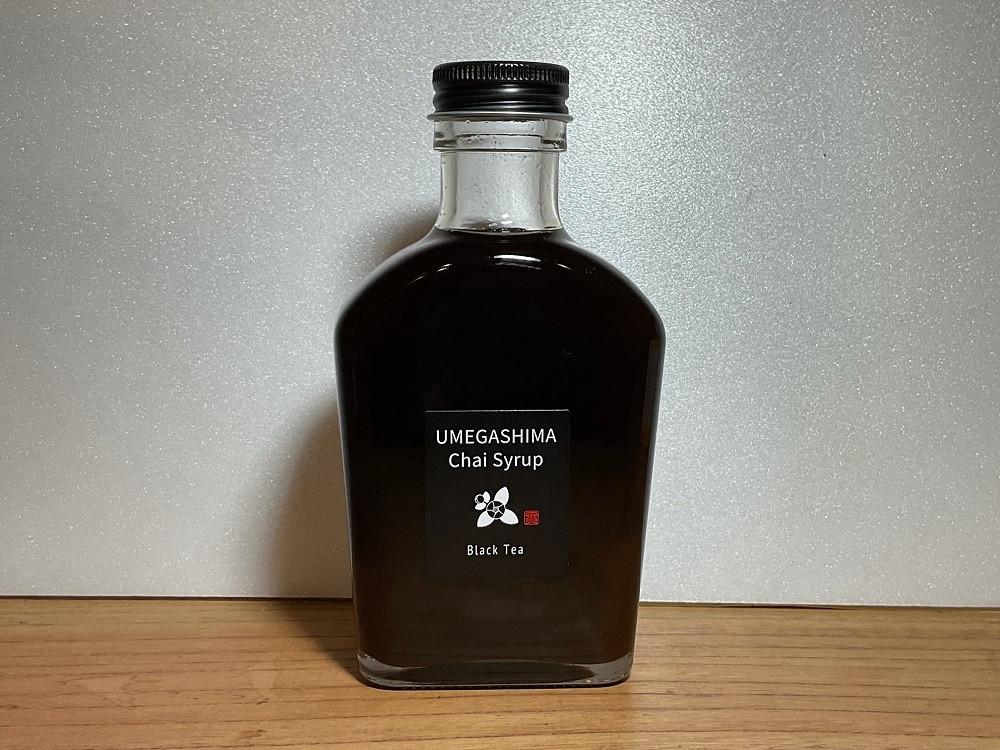 UMEGASHIMA
Chai Syrup
Black Tea